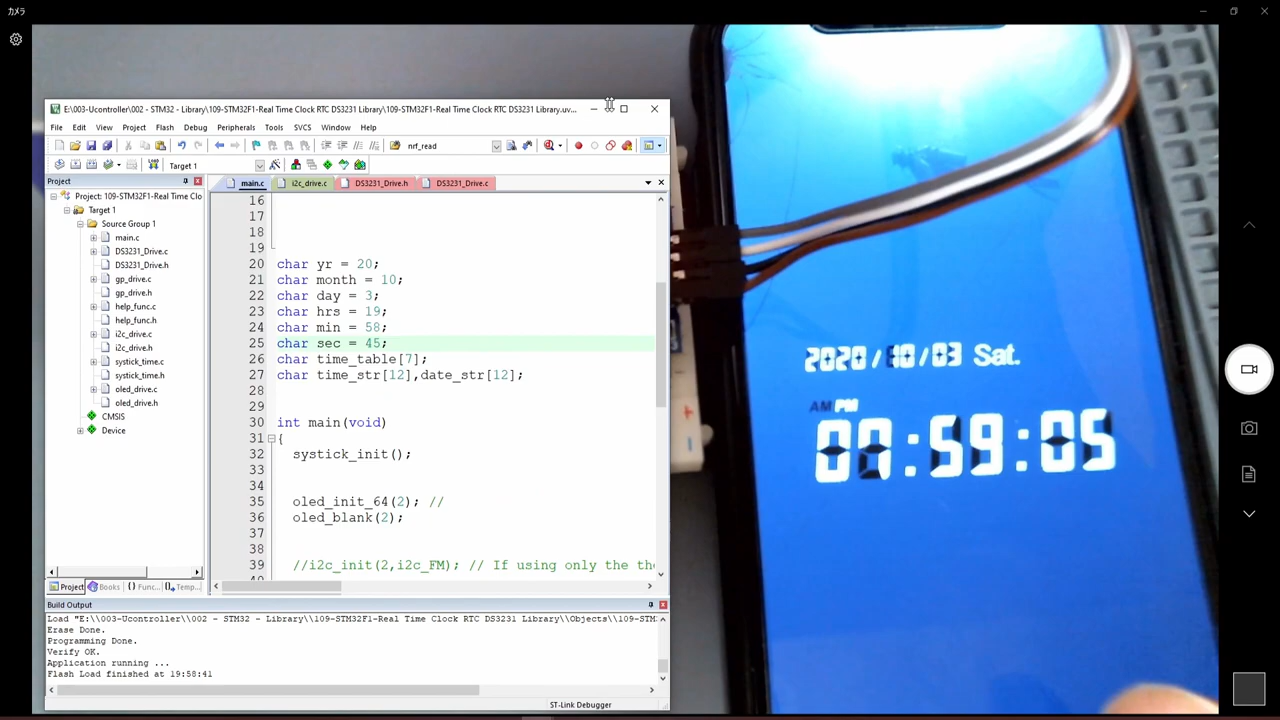 カメラ
E:\003-Ucontroller\002 - STM32 - Library\109-STM32F1-Real Time Clock RTC DS3231 Library\109-STM32F1-Real Time Clock RTC DS3231 Library.uv...
File Edit View Project Flash Debug Peripherals Tools SVCS Window Help
nrf_read
Target 1
Project
main.c i2c_drive.c DS3231_Drive.h DS3231_Drive.c
Project: 109-STM32F1-Real Time Clo
Target 1
Source Group 1
main.c
DS3231_Drive.c
DS3231_Drive.h
gp_drive.c
gp_drive.h
help_func.c
help_func.h
i2c_drive.c
i2c_drive.h
systick_time.c
systick_time.h
oled_drive.c
oled_drive.h
CMSIS
Device
Project Books {} Func... Temp...
16
17
18
19
20 char yr = 20;
21 char month = 10;
22 char day = 3;
23 char hrs = 19;
24 char min = 58;
25 char sec = 45;
26 char time_table[7];
27 char time_str[12],date_str[12];
28
29
30 int main(void)
31 {
32 systick_init();
33
34
35 oled_init_64(2); //
36 oled_blank(2);
37
38
39 //i2c_init(2,i2c_FM); // If using only the the
40
Build Output
Load "E:\\003-Ucontroller\\002 - STM32 - Library\\109-STM32F1-Real Time Clock RTC DS3231 Library\\Objects\\109-STM
Erase Done.
Programming Done.
Verify OK.
Application running ...
Flash Load finished at 19:58:41
ST-Link Debugger
2020/10/03 Sat.
AM PM
07:59:05